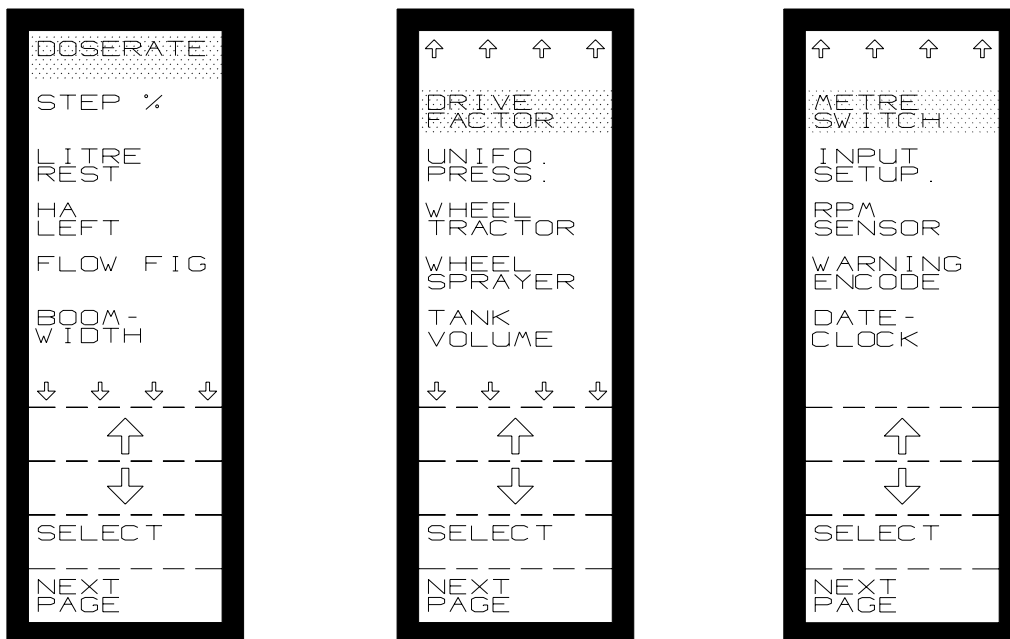 DOSERATE
STEP %
LITRE
REST
HA
LEFT
FLOW FIG
BOOM-
WIDTH
SELECT
NEXT
PAGE
DRIVE
FACTOR
UNIFO.
PRESS.
WHEEL
TRACTOR
WHEEL
SPRAYER
TANK
VOLUME
SELECT
NEXT
PAGE
METRE
SWITCH
INPUT
SETUP.
RPM
SENSOR
WARNING
ENCODE
DATE-
CLOCK
SELECT
NEXT
PAGE